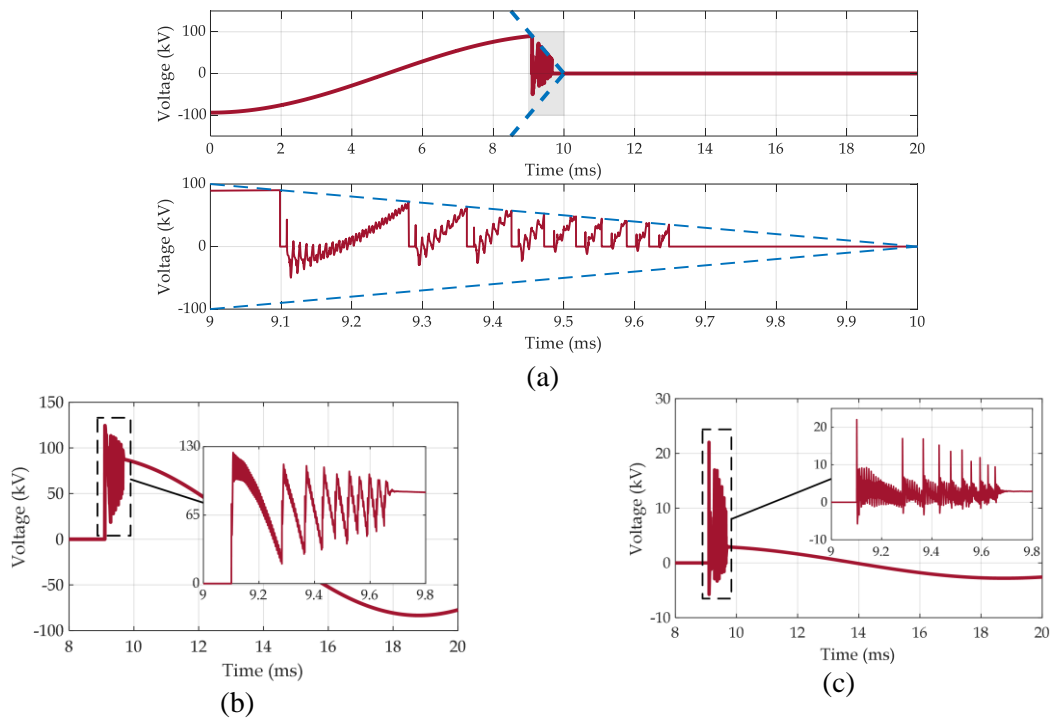 Voltage (kV)
100
0
-100
0 2 4 6 8 10 12 14 16 18 20
Time (ms)
Voltage (kV)
100
0
-100
9 9.1 9.2 9.3 9.4 9.5 9.6 9.7 9.8 9.9 10
Time (ms)
(a)
Voltage (kV)
150
100
50
0
-50
-100
8 10 12 14 16 18 20
Time (ms)
130
65
0
9 9.2 9.4 9.6 9.8
(b)
Voltage (kV)
30
20
10
0
-10
8 10 12 14 16 18 20
Time (ms)
20
10
0
-10
9 9.2 9.4 9.6 9.8
(c)